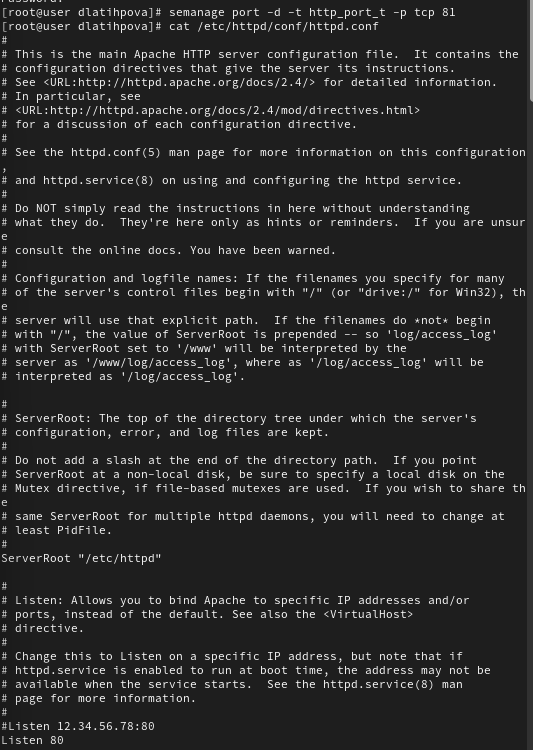 [root@user dlatihpova]# semanage port -d -t http_port_t -p tcp 81
[root@user dlatihpova]# cat /etc/httpd/conf/httpd.conf
#
# This is the main Apache HTTP server configuration file.  It contains the
# configuration directives that give the server its instructions.
# See <URL:http://httpd.apache.org/docs/2.4/> for detailed information.
# In particular, see
# <URL:http://httpd.apache.org/docs/2.4/mod/directives.html>
# for a discussion of each configuration directive.
#
# See the httpd.conf(5) man page for more information on this configuration
,
# and httpd.service(8) on using and configuring the httpd service.
#
# Do NOT simply read the instructions in here without understanding
# what they do.  They're here only as hints or reminders.  If you are unsur
e
# consult the online docs. You have been warned.
#
# Configuration and logfile names: If the filenames you specify for many
# of the server's control files begin with "/" (or "drive:/" for Win32), th
e
# server will use that explicit path.  If the filenames do *not* begin
# with "/", the value of ServerRoot is prepended -- so 'log/access_log'
# with ServerRoot set to '/www' will be interpreted by the
# server as '/www/log/access_log', where as '/log/access_log' will be
# interpreted as '/log/access_log'.

#
# ServerRoot: The top of the directory tree under which the server's
# configuration, error, and log files are kept.
#
# Do not add a slash at the end of the directory path.  If you point
# ServerRoot at a non-local disk, be sure to specify a local disk on the
# Mutex directive, if file-based mutexes are used.  If you wish to share th
e
# same ServerRoot for multiple httpd daemons, you will need to change at
# least PidFile.
#
ServerRoot "/etc/httpd"

#
# Listen: Allows you to bind Apache to specific IP addresses and/or
# ports, instead of the default. See also the <VirtualHost>
# directive.
#
# Change this to Listen on a specific IP address, but note that if
# httpd.service is enabled to run at boot time, the address may not be
# available when the service starts.  See the httpd.service(8) man
# page for more information.
#
#Listen 12.34.56.78:80
Listen 80